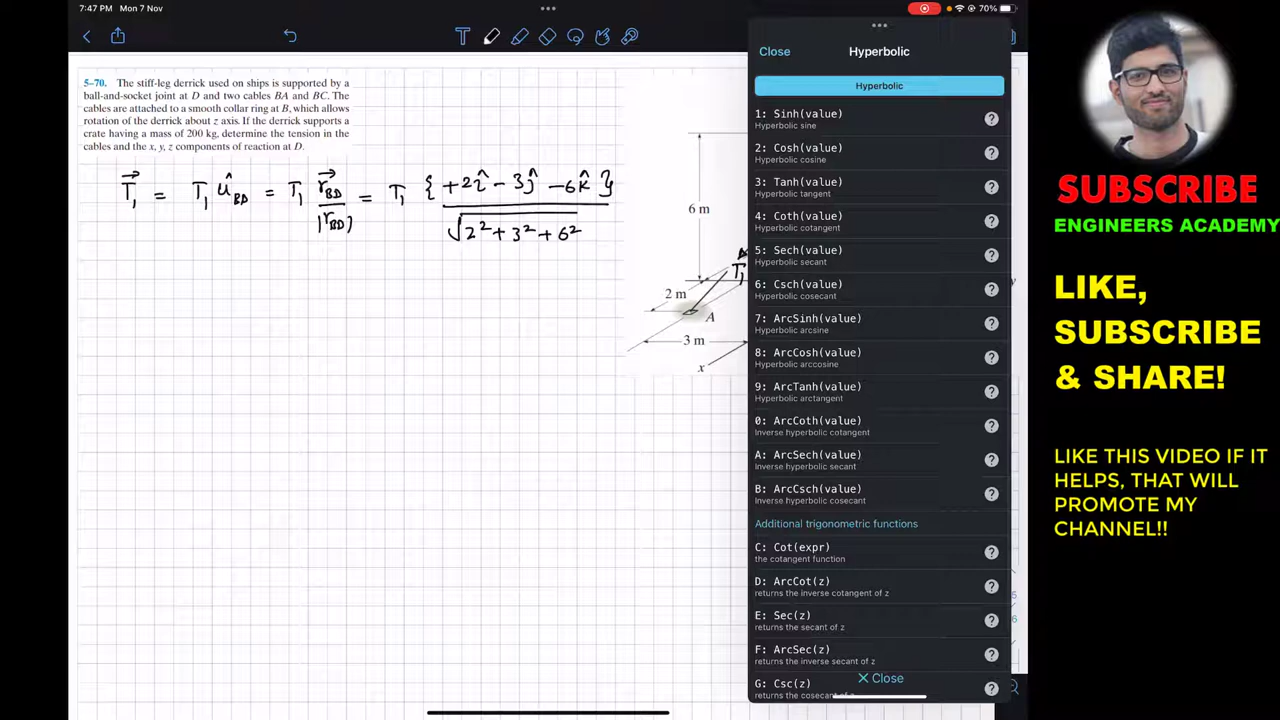 7:47 PM Mon 7 Nov
70%
5–70. The stiff-leg derrick used on ships is supported by a
ball-and-socket joint at D and two cables BA and BC. The
cables are attached to a smooth collar ring at B, which allows
rotation of the derrick about z axis. If the derrick supports a
crate having a mass of 200 kg, determine the tension in the
cables and the x, y, z components of reaction at D.
T₁ = T₁ û_BD = T₁ r_BD / |r_BD| = T₁ { +2î − 3ĵ − 6k̂ } / √2² + 3² + 6²
6 m
T₁
2 m
A
3 m
x
y
Close
Hyperbolic
Hyperbolic
1: Sinh(value)
Hyperbolic sine
2: Cosh(value)
Hyperbolic cosine
3: Tanh(value)
Hyperbolic tangent
4: Coth(value)
Hyperbolic cotangent
5: Sech(value)
Hyperbolic secant
6: Csch(value)
Hyperbolic cosecant
7: ArcSinh(value)
Hyperbolic arcsine
8: ArcCosh(value)
Hyperbolic arccosine
9: ArcTanh(value)
Hyperbolic arctangent
0: ArcCoth(value)
Inverse hyperbolic cotangent
A: ArcSech(value)
Inverse hyperbolic secant
B: ArcCsch(value)
Inverse hyperbolic cosecant
Additional trigonometric functions
C: Cot(expr)
the cotangent function
D: ArcCot(z)
returns the inverse cotangent of z
E: Sec(z)
returns the secant of z
F: ArcSec(z)
returns the inverse secant of z
G: Csc(z)
returns the cosecant of z
Close
SUBSCRIBE
ENGINEERS ACADEMY
LIKE,
SUBSCRIBE
& SHARE!
LIKE THIS VIDEO IF IT
HELPS, THAT WILL
PROMOTE MY
CHANNEL!!